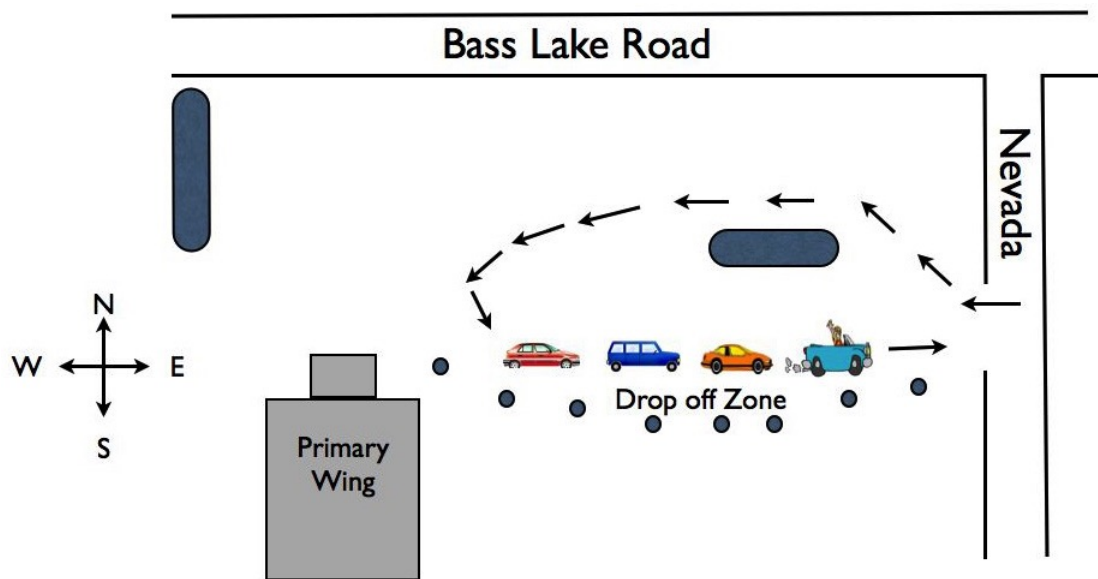 Bass Lake Road
Nevada
N
W
E
S
Drop off Zone
Primary
Wing